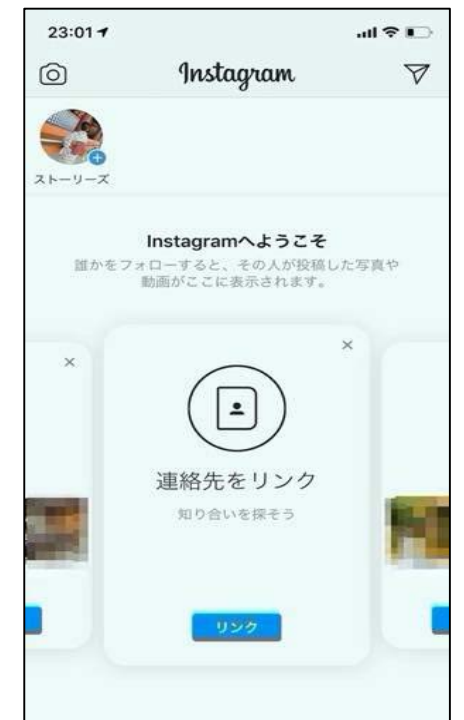 23:01
Instagram
ストーリーズ
Instagramへようこそ
誰かをフォローすると、その人が投稿した写真や
動画がここに表示されます。
連絡先をリンク
知り合いを探そう
リンク